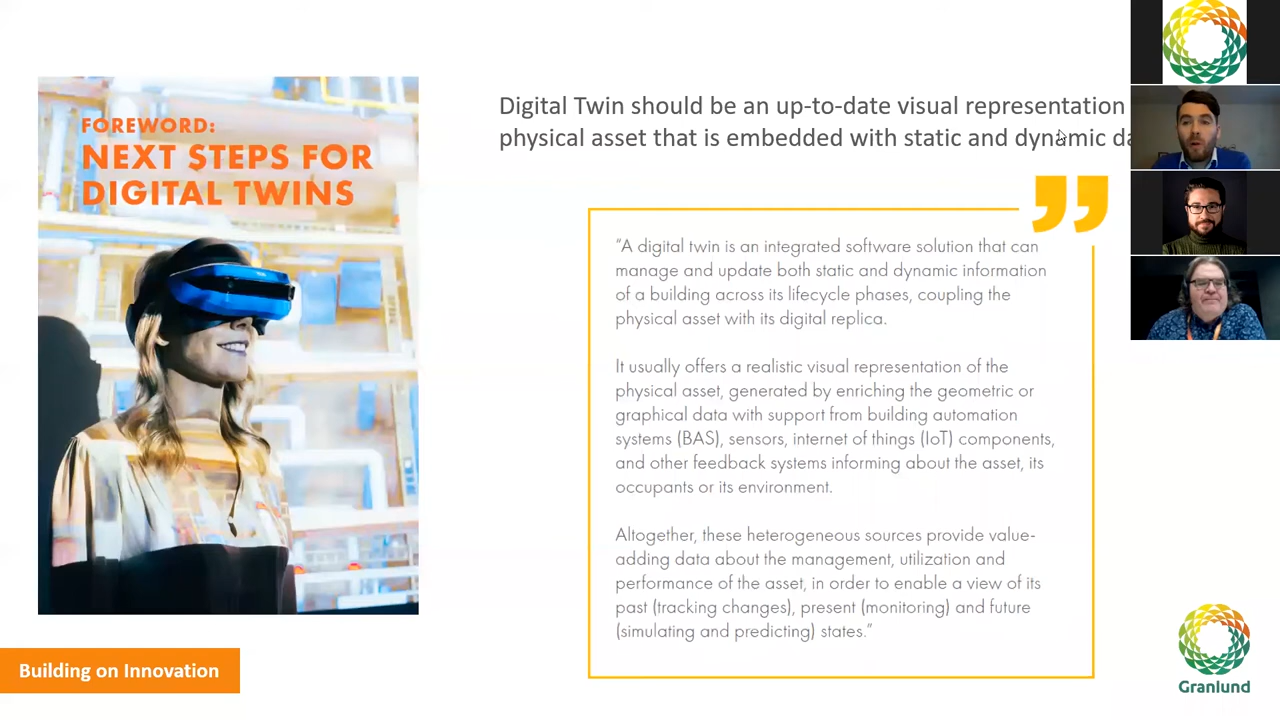 FOREWORD:
NEXT STEPS FOR
DIGITAL TWINS
Digital Twin should be an up-to-date visual representation
physical asset that is embedded with static and dynamic
“A digital twin is an integrated software solution that can
manage and update both static and dynamic information
of a building across its lifecycle phases, coupling the
physical asset with its digital replica.
It usually offers a realistic visual representation of the
physical asset, generated by enriching the geometric or
graphical data with support from building automation
systems (BAS), sensors, internet of things (IoT) components,
and other feedback systems informing about the asset, its
occupants or its environment.
Altogether, these heterogeneous sources provide value-
adding data about the management, utilization and
performance of the asset, in order to enable a view of its
past (tracking changes), present (monitoring) and future
(simulating and predicting) states.”
Building on Innovation
Granlund